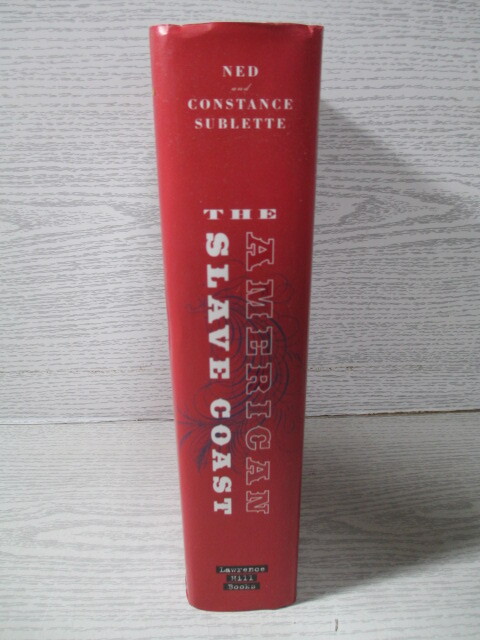 NED
and
CONSTANCE
SUBLETTE
THE
AMERICAN
SLAVE COAST
Lawrence
Hill
Books